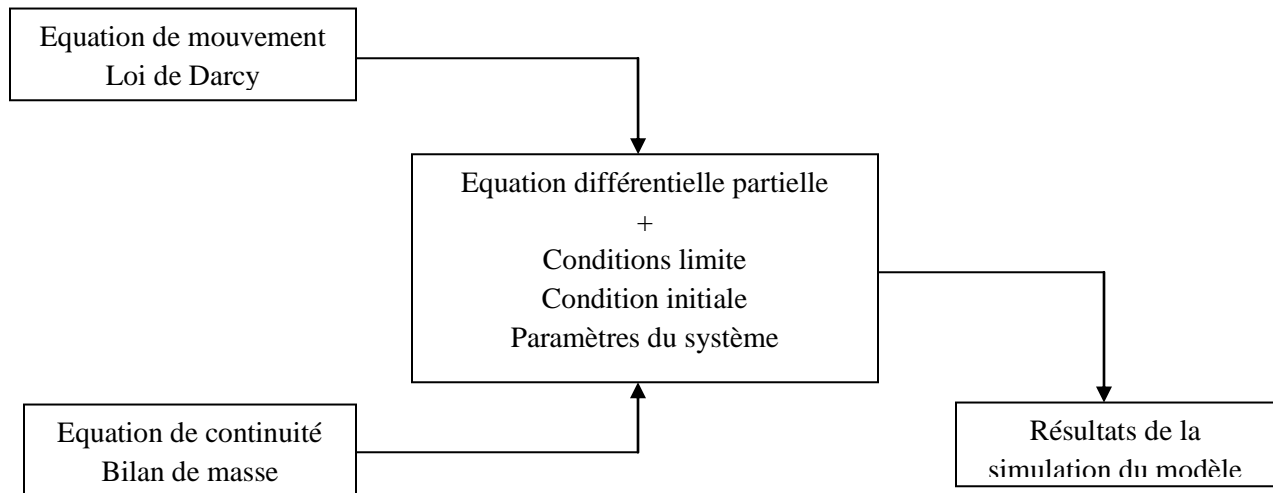 Equation de mouvement
Loi de Darcy
Equation différentielle partielle
+
Conditions limite
Condition initiale
Paramètres du système
Equation de continuité
Bilan de masse
Résultats de la
simulation du modèle